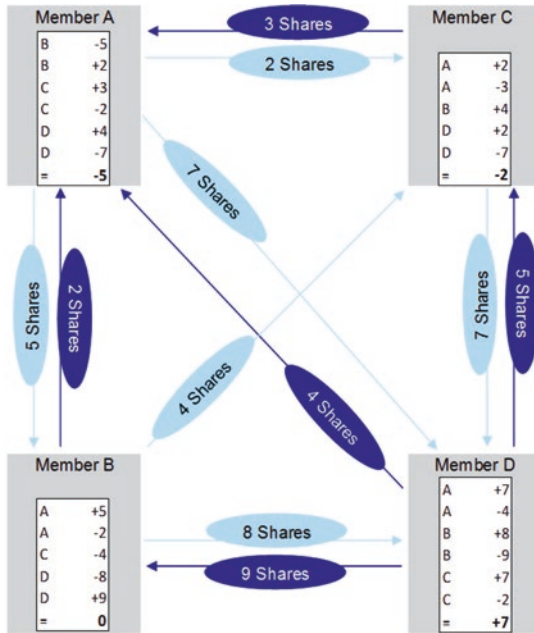 Member A
B -5
B +2
C +3
C -2
D +4
D -7
= -5
3 Shares
2 Shares
Member C
A +2
A -3
B +4
D +2
D -7
= -2
7 Shares
5 Shares
2 Shares
4 Shares
4 Shares
7 Shares
5 Shares
Member B
A +5
A -2
C -4
D -8
D +9
= 0
8 Shares
9 Shares
Member D
A +7
A -4
B +8
B -9
C +7
C -2
= +7